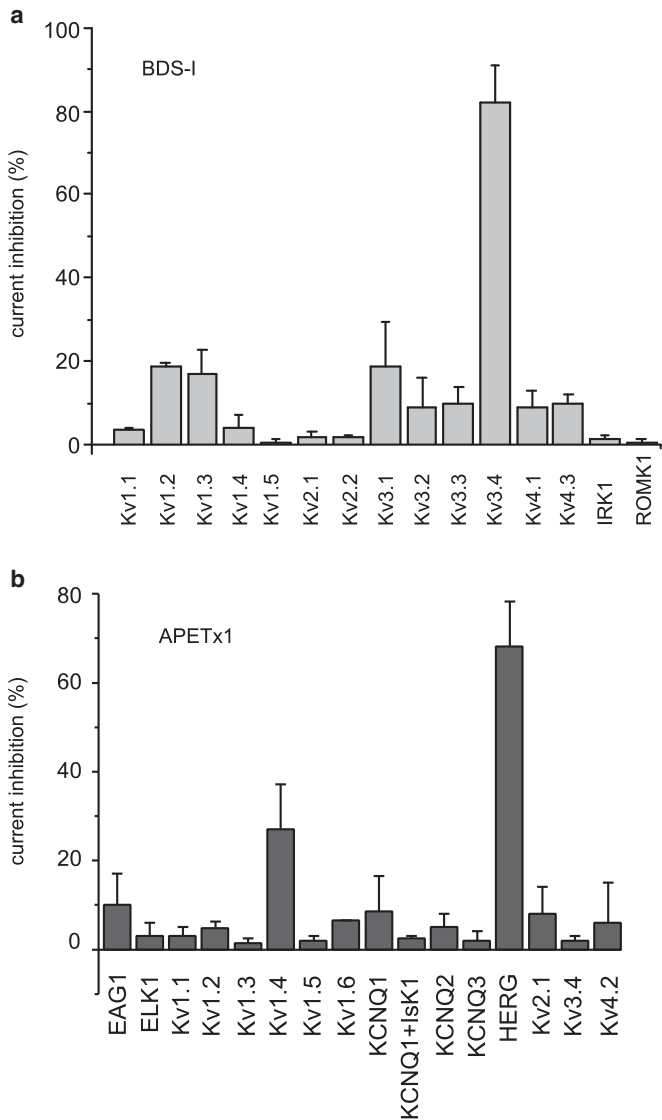 a
BDS-I
current inhibition (%)
100
80
60
40
20
0
Kv1.1
Kv1.2
Kv1.3
Kv1.4
Kv1.5
Kv2.1
Kv2.2
Kv3.1
Kv3.2
Kv3.3
Kv3.4
Kv4.1
Kv4.3
IRK1
ROMK1
b
APETx1
current inhibition (%)
80
60
40
20
0
EAG1
ELK1
Kv1.1
Kv1.2
Kv1.3
Kv1.4
Kv1.5
Kv1.6
KCNQ1
KCNQ1+IsK1
KCNQ2
KCNQ3
HERG
Kv2.1
Kv3.4
Kv4.2